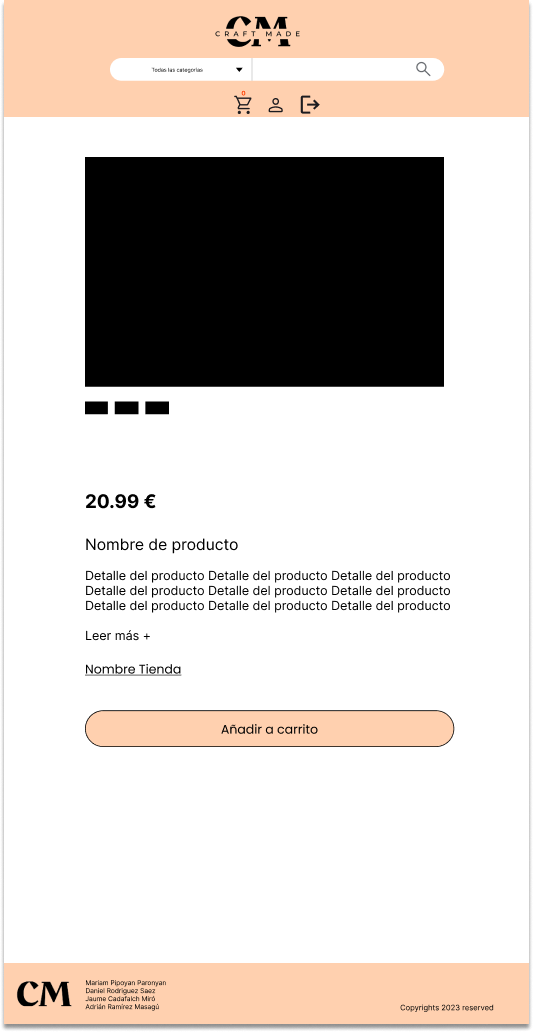 CM
CRAFT MADE
Todas las categorías
0
20.99 €
Nombre de producto
Detalle del producto Detalle del producto Detalle del producto
Detalle del producto Detalle del producto Detalle del producto
Detalle del producto Detalle del producto Detalle del producto
Leer más +
Nombre Tienda
Añadir a carrito
CM
Mariam Pipoyan Paronyan
Daniel Rodríguez Saez
Jaume Cadafalch Miró
Adrián Ramírez Masagú
Copyrights 2023 reserved